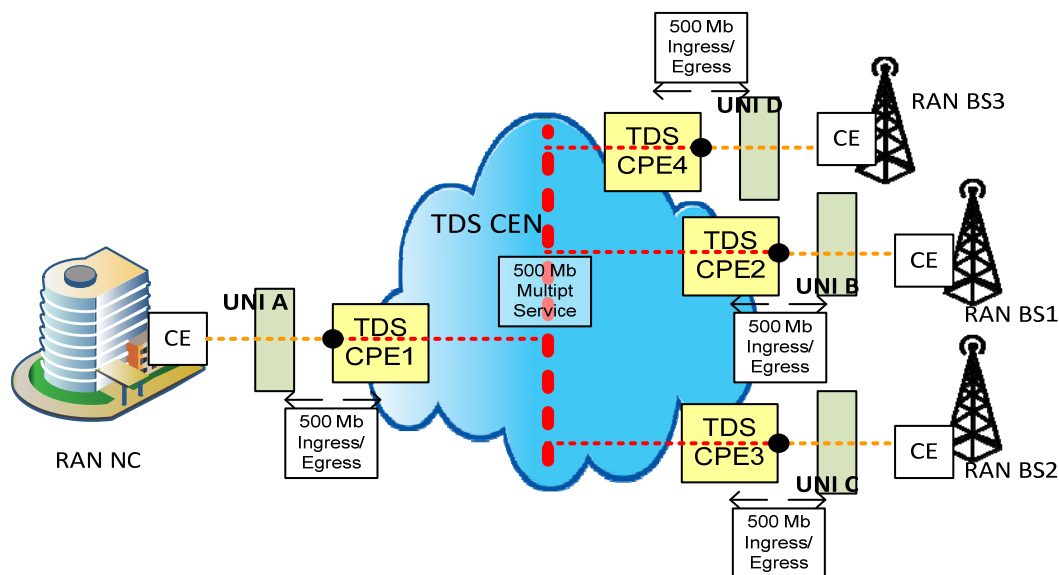 500 Mb
Ingress/
Egress
UNI D
RAN BS3
TDS
CPE4
CE
TDS CEN
TDS
CPE2
CE
500 Mb
Multipt
Service
UNI A
UNI B
RAN BS1
CE
TDS
CPE1
500 Mb
Ingress/
Egress
500 Mb
Ingress/
Egress
TDS
CPE3
CE
RAN NC
RAN BS2
UNI C
500 Mb
Ingress/
Egress